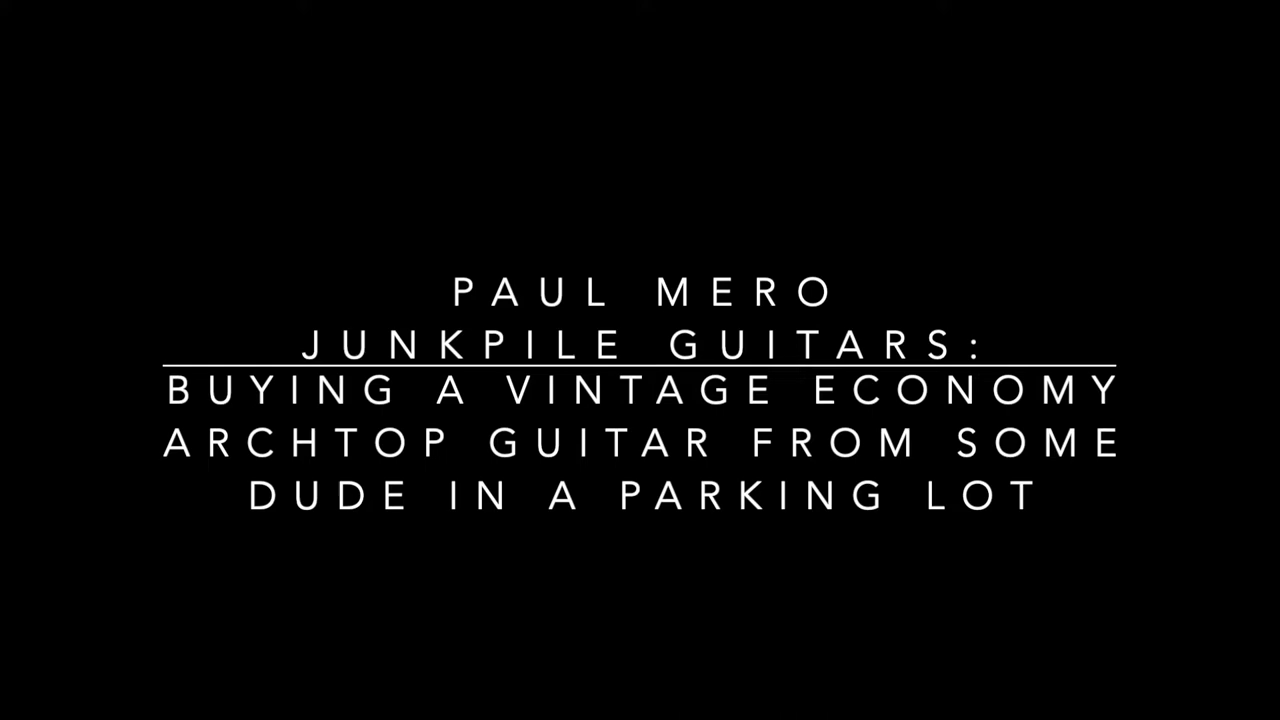 PAUL MERO
JUNKPILE GUITARS:
BUYING A VINTAGE ECONOMY
ARCHTOP GUITAR FROM SOME
DUDE IN A PARKING LOT